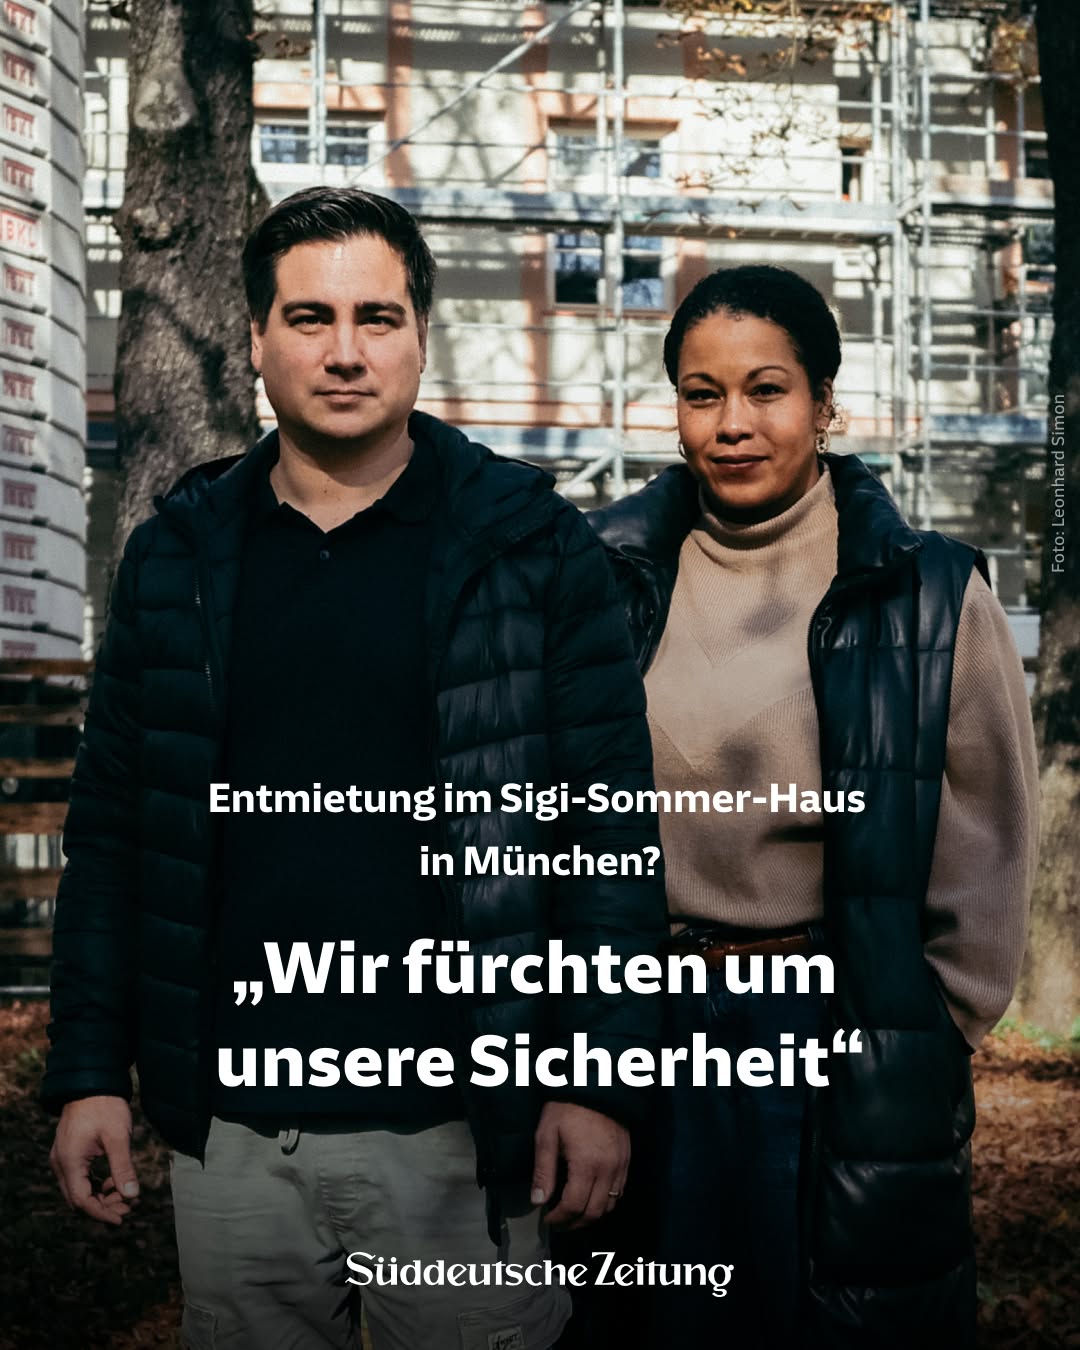 Entmietung im Sigi-Sommer-Haus
in München?
„Wir fürchten um
unsere Sicherheit“
Süddeutsche Zeitung
Foto: Leonhard Simon